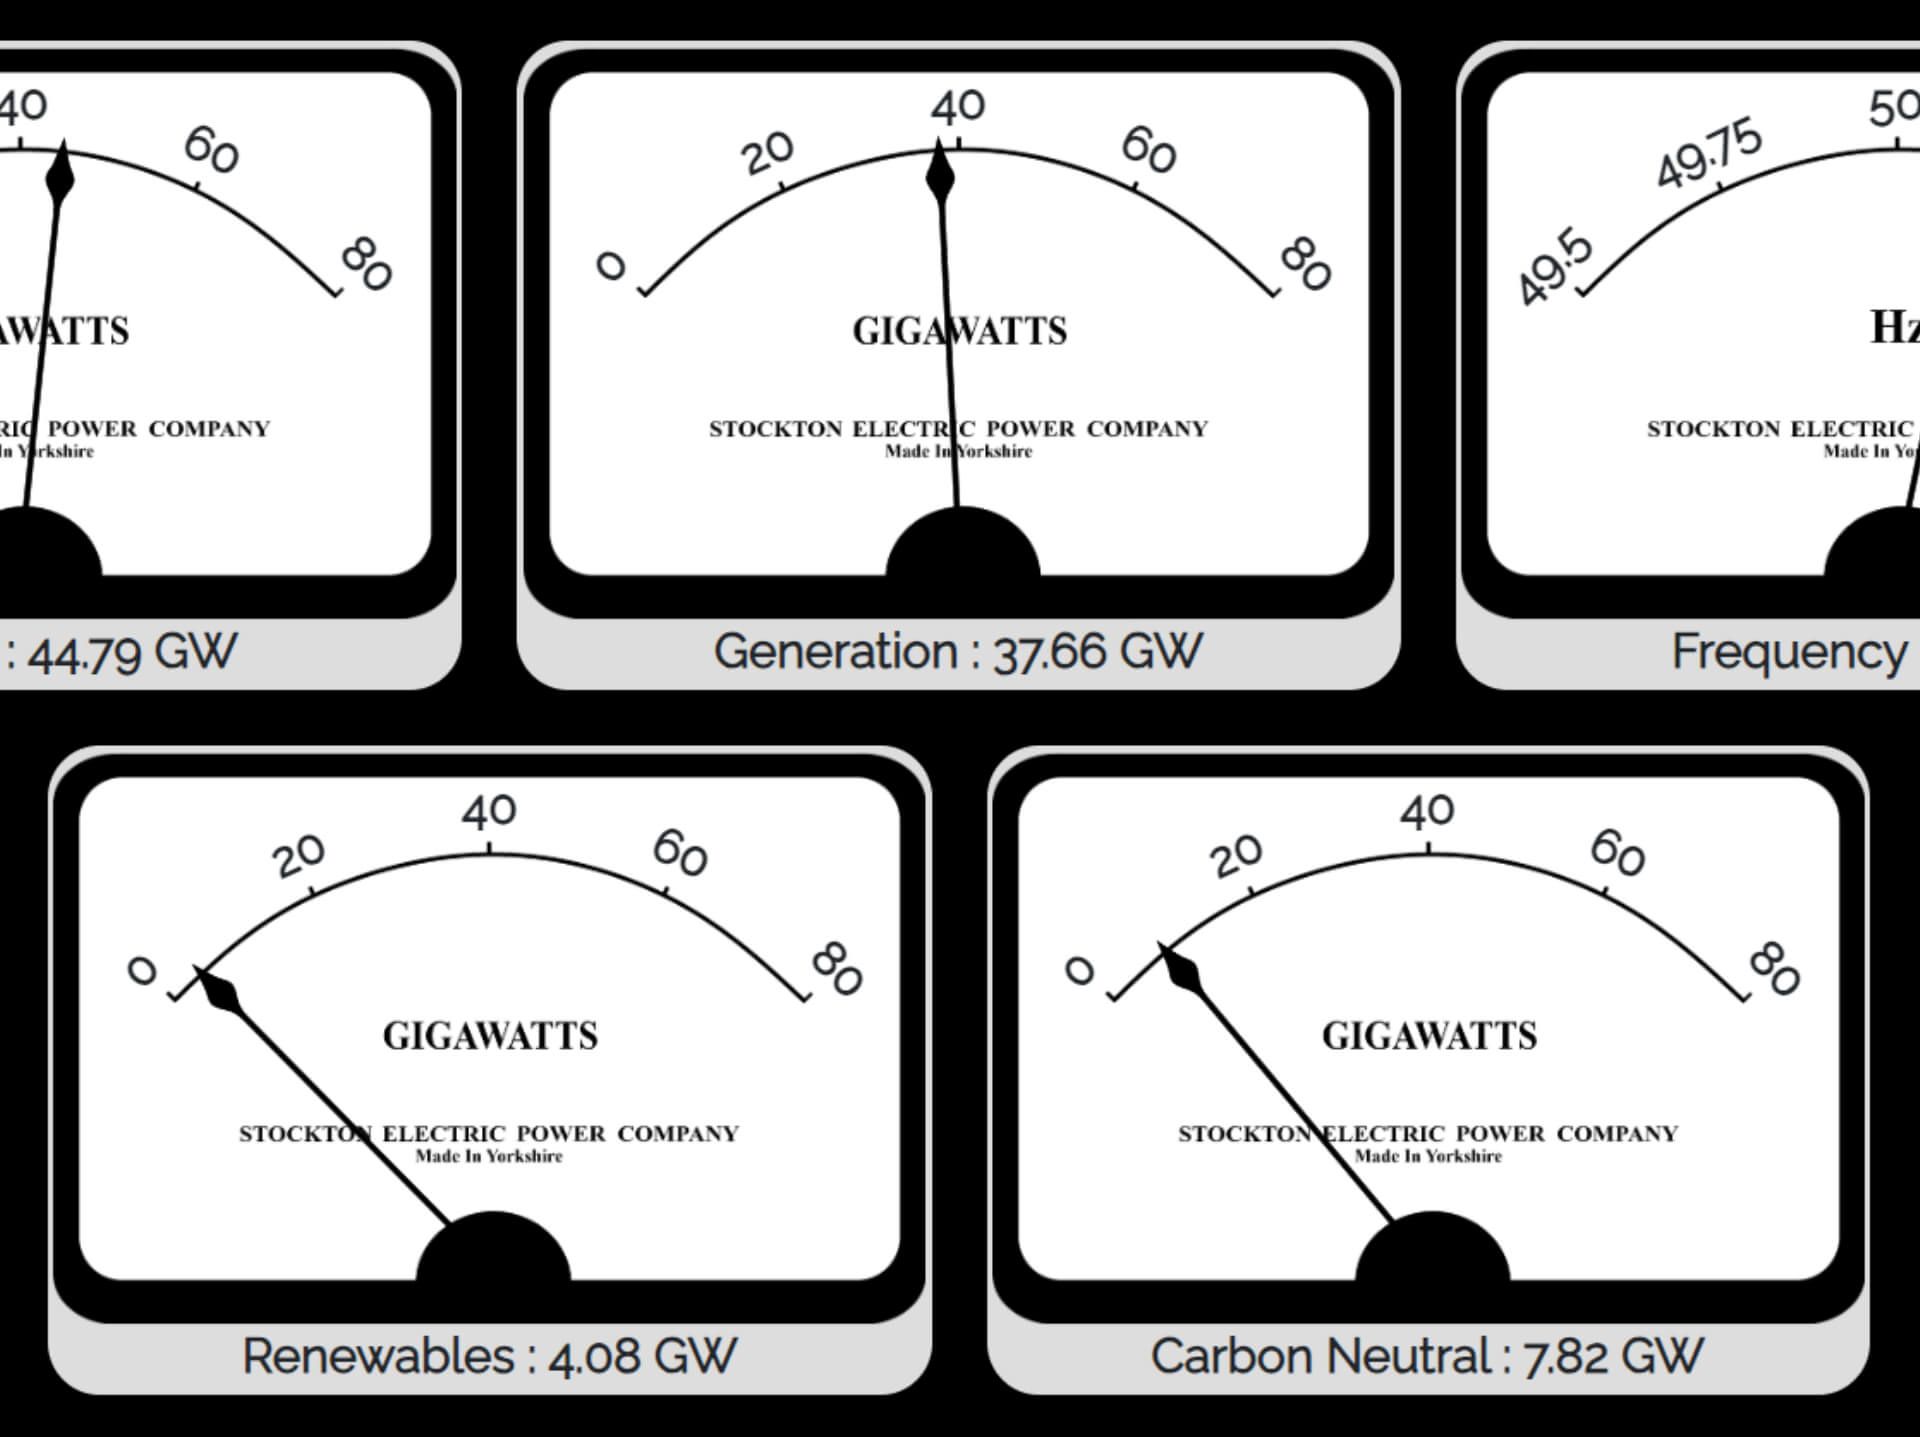 40
60
80
AWATTS
RIC POWER COMPANY
In Yorkshire
: 44.79 GW
0
20
40
60
80
GIGAWATTS
STOCKTON ELECTRIC POWER COMPANY
Made In Yorkshire
Generation : 37.66 GW
49.5
49.75
50
Hz
STOCKTON ELECTRIC
Made In Yo
Frequency
0
20
40
60
80
GIGAWATTS
STOCKTON ELECTRIC POWER COMPANY
Made In Yorkshire
Renewables : 4.08 GW
0
20
40
60
80
GIGAWATTS
STOCKTON ELECTRIC POWER COMPANY
Made In Yorkshire
Carbon Neutral : 7.82 GW